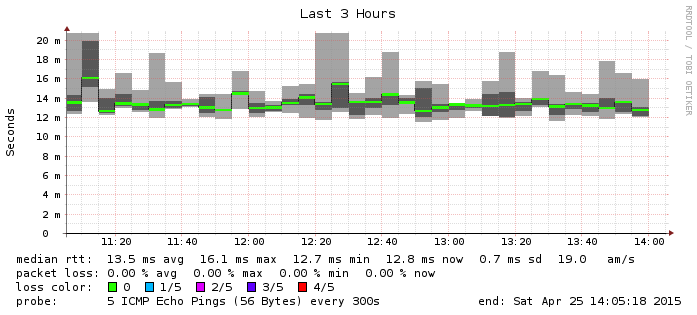 Last 3 Hours
RRDTOOL / TOBI OETIKER
Seconds
20 m
18 m
16 m
14 m
12 m
10 m
8 m
6 m
4 m
2 m
0
11:20 11:40 12:00 12:20 12:40 13:00 13:20 13:40 14:00
median rtt: 13.5 ms avg 16.1 ms max 12.7 ms min 12.8 ms now 0.7 ms sd 19.0 am/s
packet loss: 0.00 % avg 0.00 % max 0.00 % min 0.00 % now
loss color: 0 1/5 2/5 3/5 4/5
probe: 5 ICMP Echo Pings (56 Bytes) every 300s end: Sat Apr 25 14:05:18 2015